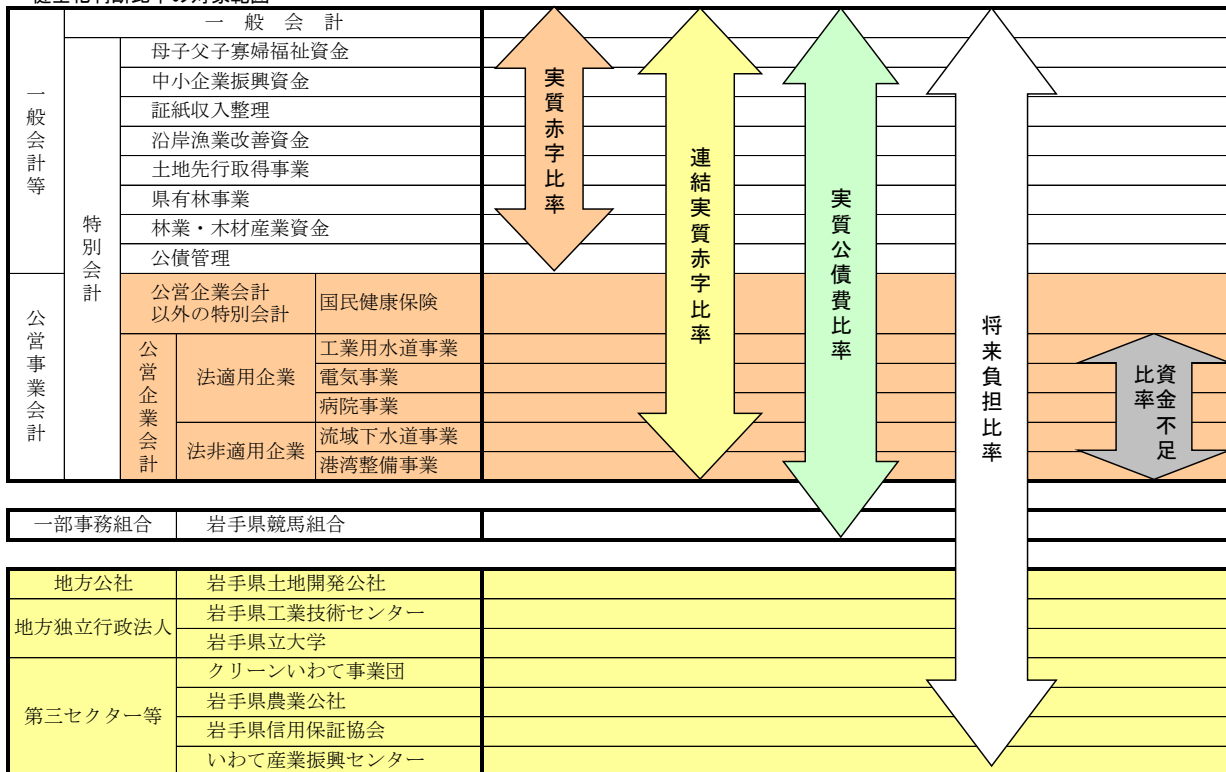 一般会計
一般会計等
特別会計
母子父子寡婦福祉資金
中小企業振興資金
証紙収入整理
沿岸漁業改善資金
土地先行取得事業
県有林事業
林業・木材産業資金
公債管理
公営事業会計
公営企業会計
以外の特別会計
国民健康保険
公営企業会計
法適用企業
工業用水道事業
電気事業
病院事業
法非適用企業
流域下水道事業
港湾整備事業
実質赤字比率
連結実質赤字比率
実質公債費比率
将来負担比率
資金不足
比率
一部事務組合
岩手県競馬組合
地方公社
岩手県土地開発公社
地方独立行政法人
岩手県工業技術センター
岩手県立大学
第三セクター等
クリーンいわて事業団
岩手県農業公社
岩手県信用保証協会
いわて産業振興センター